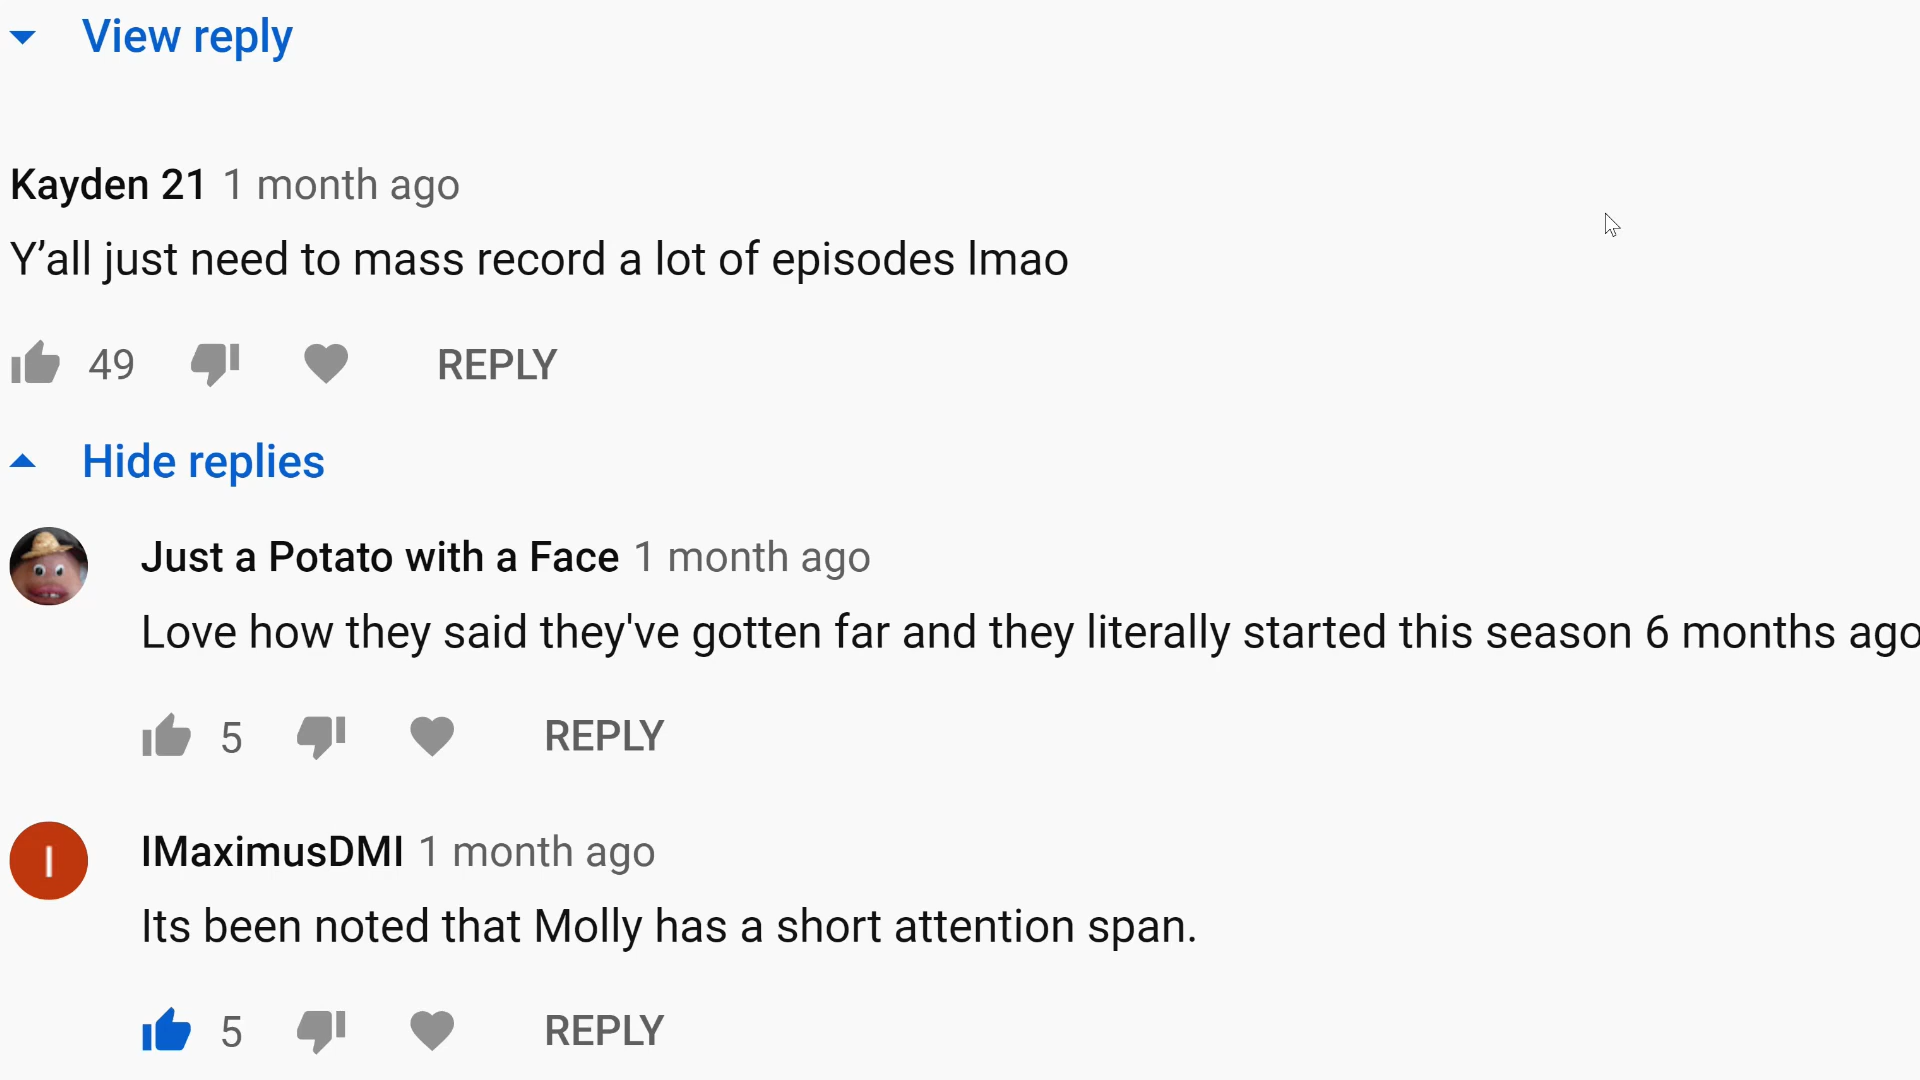 View reply
Kayden 21 1 month ago
Y’all just need to mass record a lot of episodes lmao
49 REPLY
Hide replies
Just a Potato with a Face 1 month ago
Love how they said they've gotten far and they literally started this season 6 months ago
5 REPLY
I
IMaximusDMI 1 month ago
Its been noted that Molly has a short attention span.
5 REPLY